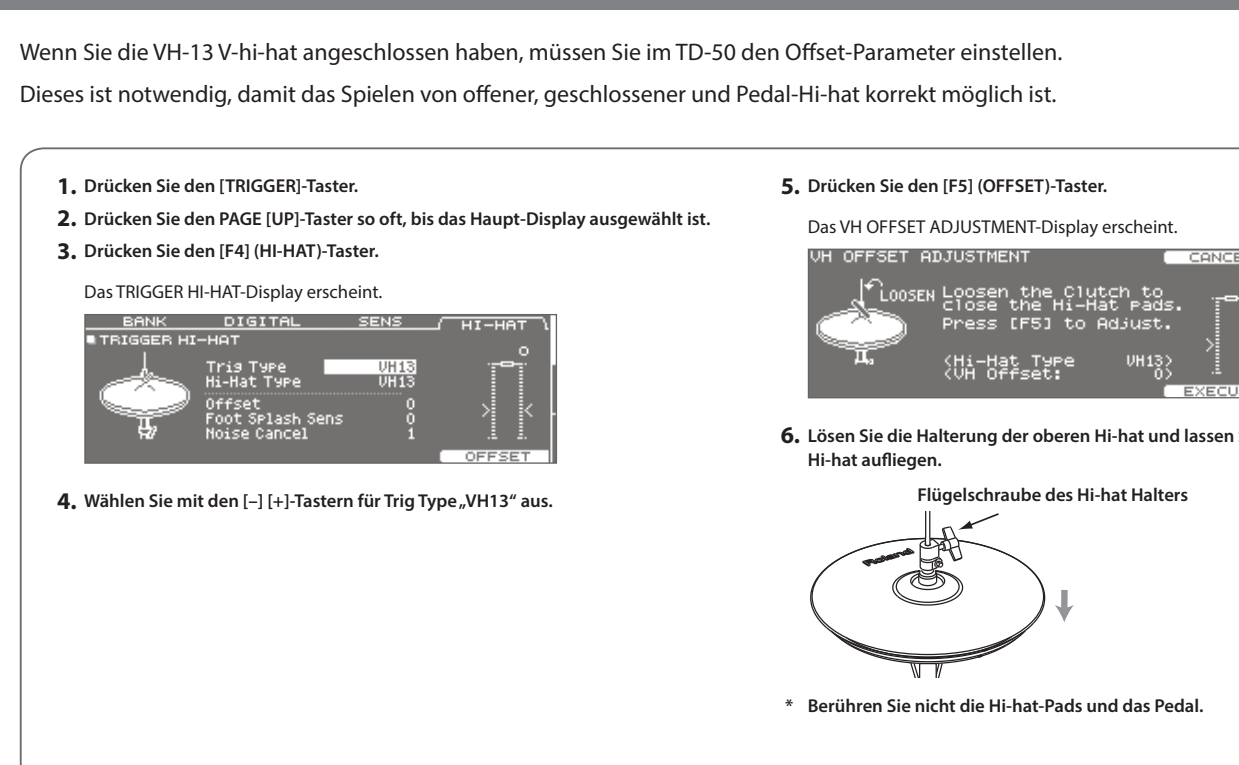 Wenn Sie die VH-13 V-hi-hat angeschlossen haben, müssen Sie im TD-50 den Offset-Parameter einstellen.
Dieses ist notwendig, damit das Spielen von offener, geschlossener und Pedal-Hi-hat korrekt möglich ist.
1. Drücken Sie den [TRIGGER]-Taster.
2. Drücken Sie den PAGE [UP]-Taster so oft, bis das Haupt-Display ausgewählt ist.
3. Drücken Sie den [F4] (HI-HAT)-Taster.
Das TRIGGER HI-HAT-Display erscheint.
BANK DIGITAL SENS HI-HAT
TRIGGER HI-HAT
Trig Type VH13
Hi-Hat Type VH13
Offset 0
Foot Splash Sens 0
Noise Cancel 1
OFFSET
4. Wählen Sie mit den [–] [+]-Tastern für Trig Type „VH13“ aus.
5. Drücken Sie den [F5] (OFFSET)-Taster.
Das VH OFFSET ADJUSTMENT-Display erscheint.
VH OFFSET ADJUSTMENT
LOOSEN Loosen the Clutch to
close the Hi-Hat Pads.
Press [F5] to Adjust.
<Hi-Hat Type VH13>
<VH Offset: 0>
6. Lösen Sie die Halterung der oberen Hi-hat und lassen
Hi-hat aufliegen.
Flügelschraube des Hi-hat Halters
Roland
* Berühren Sie nicht die Hi-hat-Pads und das Pedal.